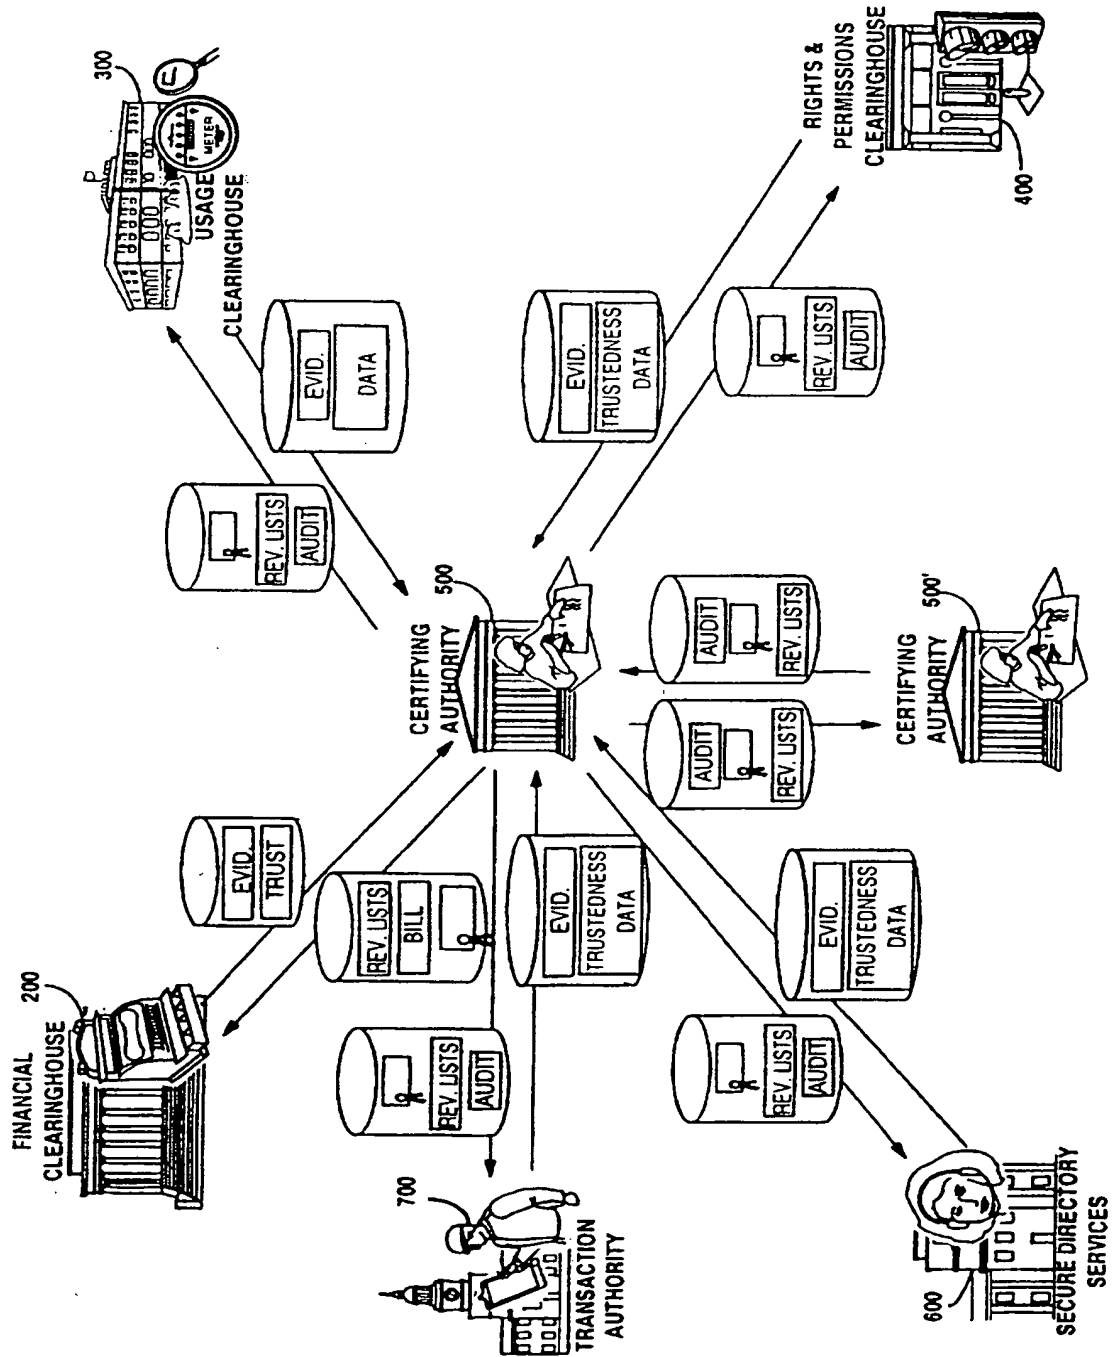 FINANCIAL
CLEARINGHOUSE
200
300
METER
USAGE
CLEARINGHOUSE
EVID.
TRUST
REV. LISTS
AUDIT
EVID.
DATA
REV. LISTS
BILL
REV. LISTS
AUDIT
700
TRANSACTION
AUTHORITY
EVID.
TRUSTEDNESS
DATA
CERTIFYING
AUTHORITY
500
EVID.
TRUSTEDNESS
DATA
RIGHTS &
PERMISSIONS
CLEARINGHOUSE
400
REV. LISTS
AUDIT
AUDIT
REV. LISTS
AUDIT
REV. LISTS
REV. LISTS
AUDIT
EVID.
TRUSTEDNESS
DATA
600
SECURE DIRECTORY
SERVICES
CERTIFYING
AUTHORITY
500'